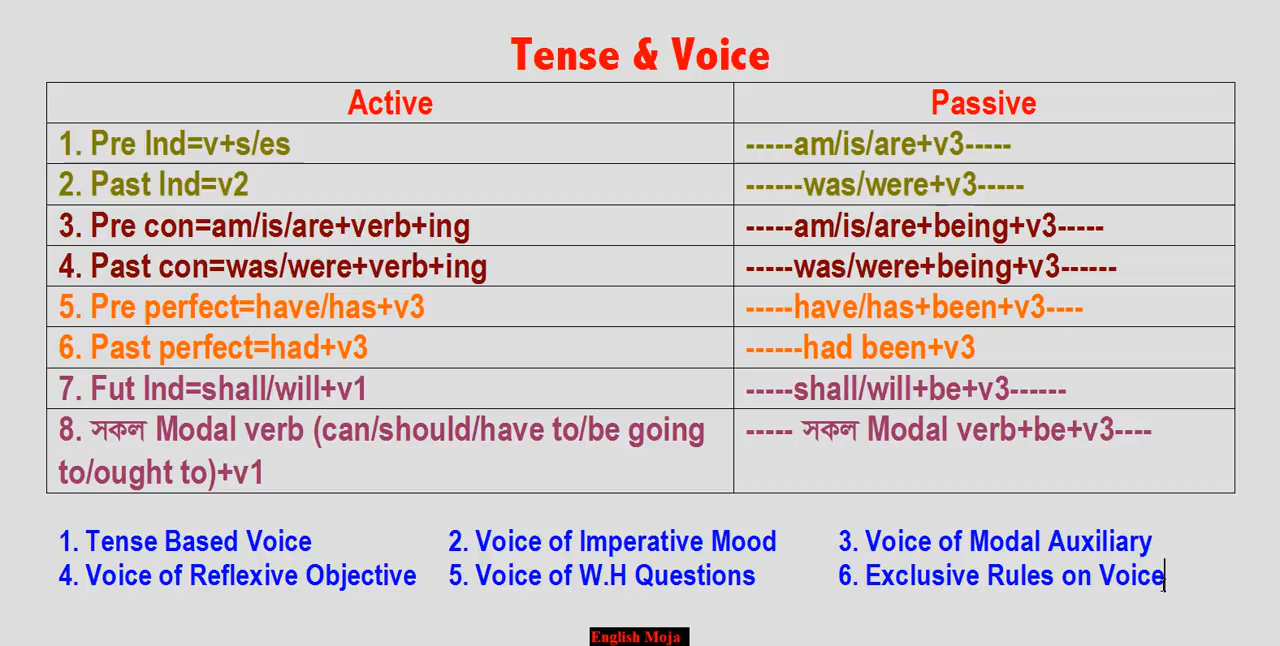 Tense & Voice
Active Passive
1. Pre Ind=v+s/es -----am/is/are+v3-----
2. Past Ind=v2 ------was/were+v3-----
3. Pre con=am/is/are+verb+ing -----am/is/are+being+v3-----
4. Past con=was/were+verb+ing -----was/were+being+v3------
5. Pre perfect=have/has+v3 -----have/has+been+v3----
6. Past perfect=had+v3 ------had been+v3
7. Fut Ind=shall/will+v1 -----shall/will+be+v3------
8. সকল Modal verb (can/should/have to/be going ----- সকল Modal verb+be+v3----
to/ought to)+v1
1. Tense Based Voice 2. Voice of Imperative Mood 3. Voice of Modal Auxiliary
4. Voice of Reflexive Objective 5. Voice of W.H Questions 6. Exclusive Rules on Voice
English Moja